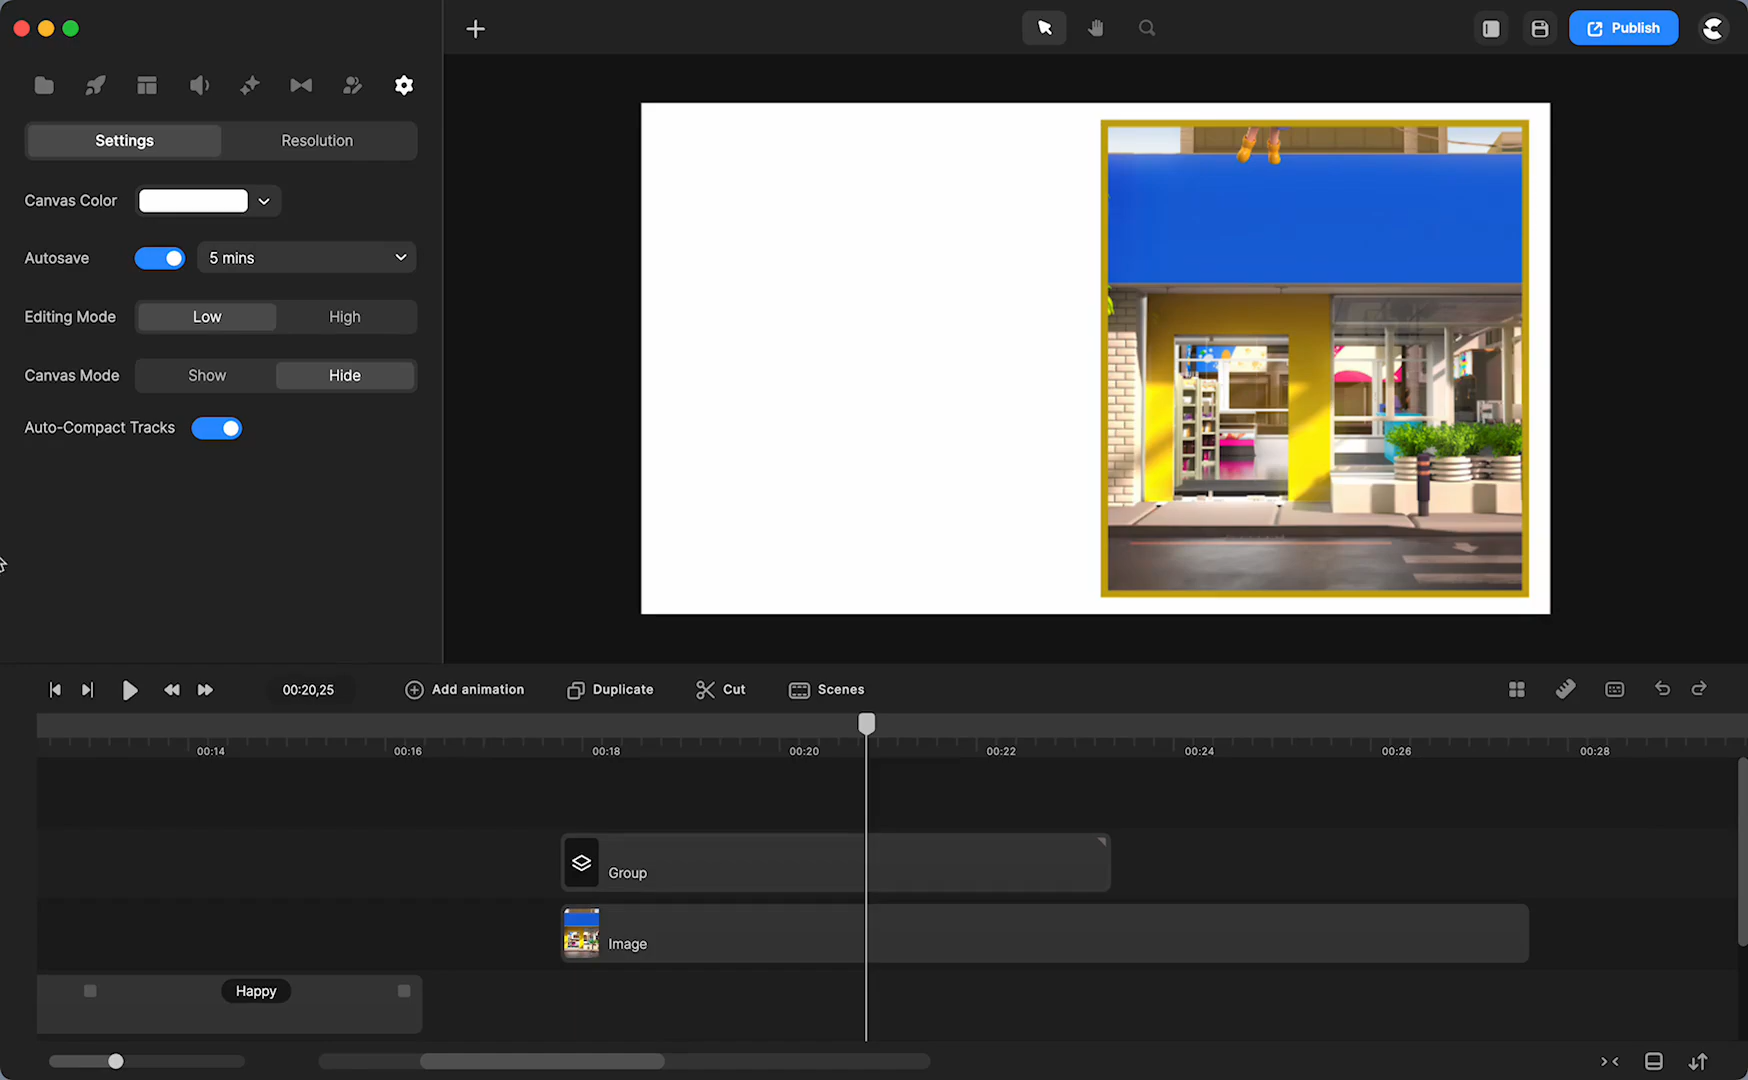 Publish
Settings
Resolution
Canvas Color
Autosave
5 mins
Editing Mode
Low
High
Canvas Mode
Show
Hide
Auto-Compact Tracks
00:20,25
Add animation
Duplicate
Cut
Scenes
00:14
00:16
00:18
00:20
00:22
00:24
00:26
00:28
Group
Image
Happy